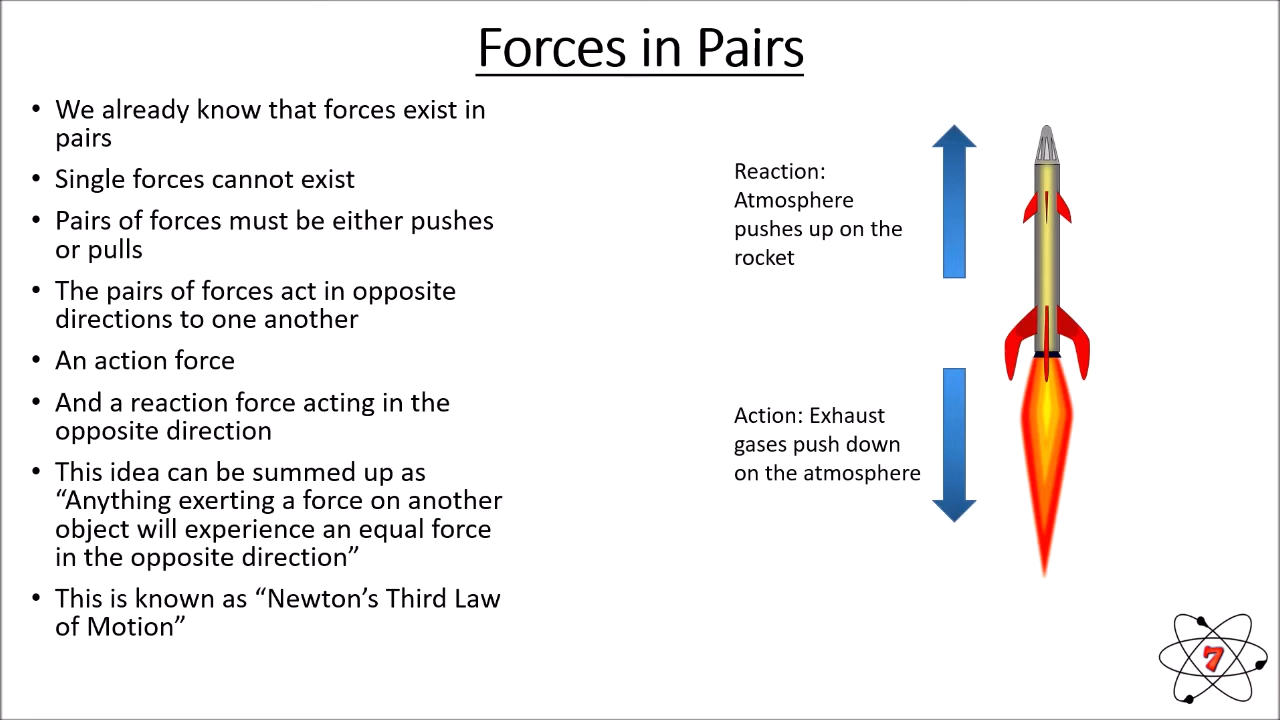 Forces in Pairs
• We already know that forces exist in
pairs
• Single forces cannot exist
• Pairs of forces must be either pushes
or pulls
• The pairs of forces act in opposite
directions to one another
• An action force
• And a reaction force acting in the
opposite direction
• This idea can be summed up as
“Anything exerting a force on another
object will experience an equal force
in the opposite direction”
• This is known as “Newton’s Third Law
of Motion”
Reaction:
Atmosphere
pushes up on the
rocket
Action: Exhaust
gases push down
on the atmosphere
7